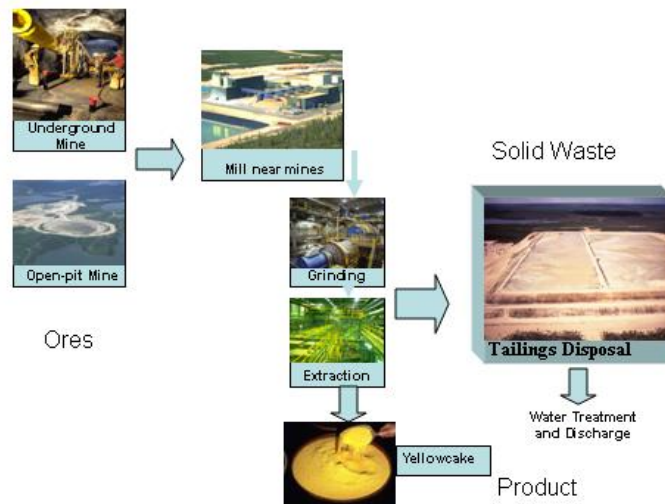 Underground
Mine
Mill near mines
Solid Waste
Open-pit Mine
Grinding
Ores
Extraction
Tailings Disposal
Water Treatment
and Discharge
Yellowcake
Product